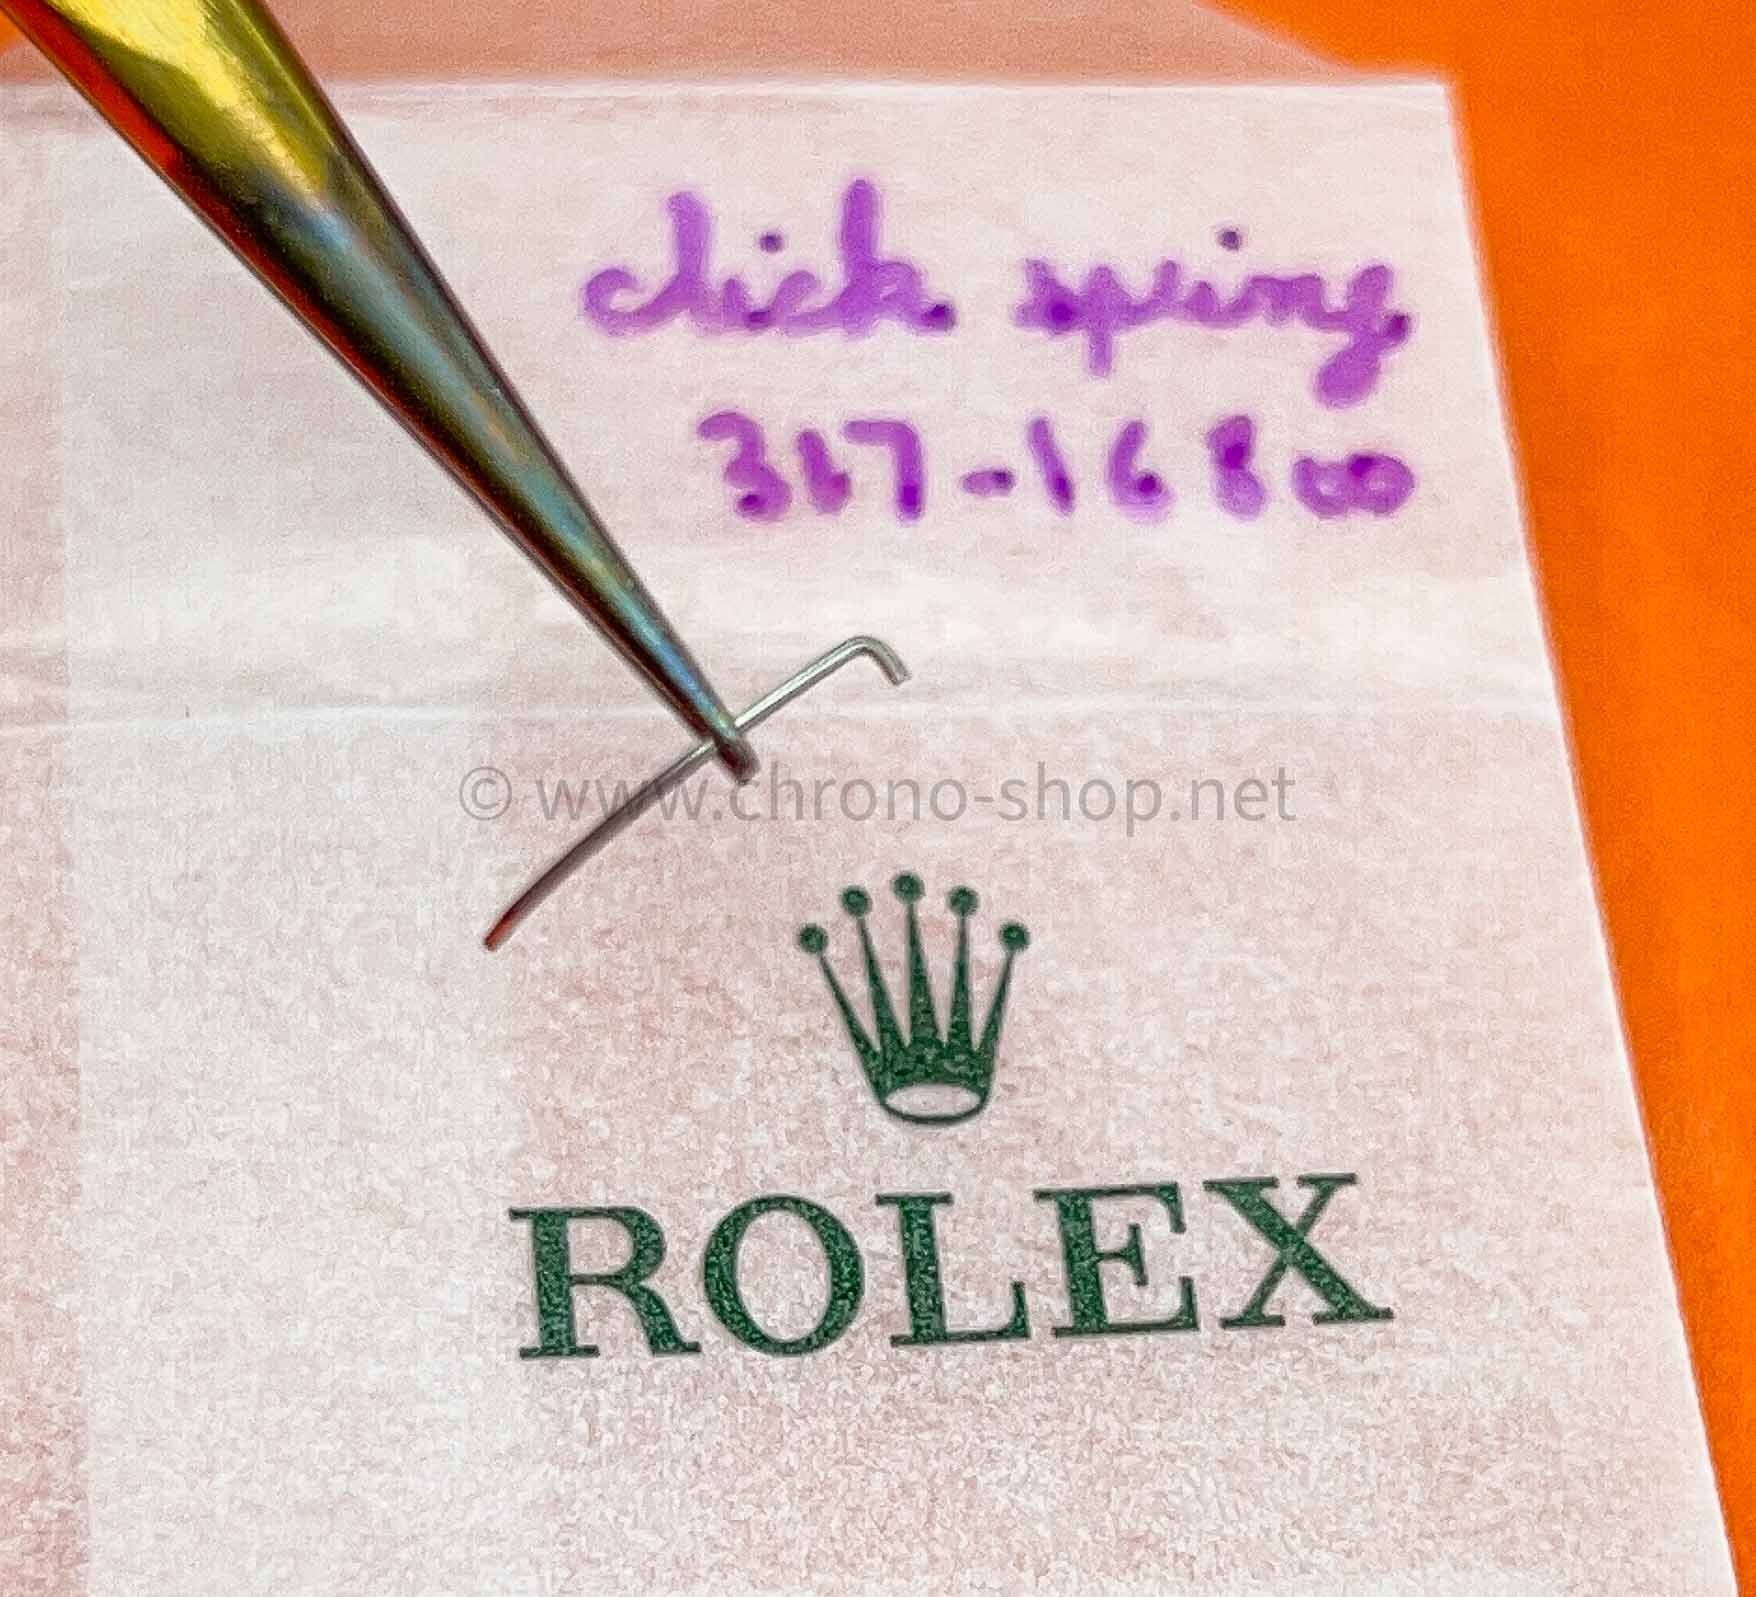 click spring
317-16800
© www.chrono-shop.net
ROLEX